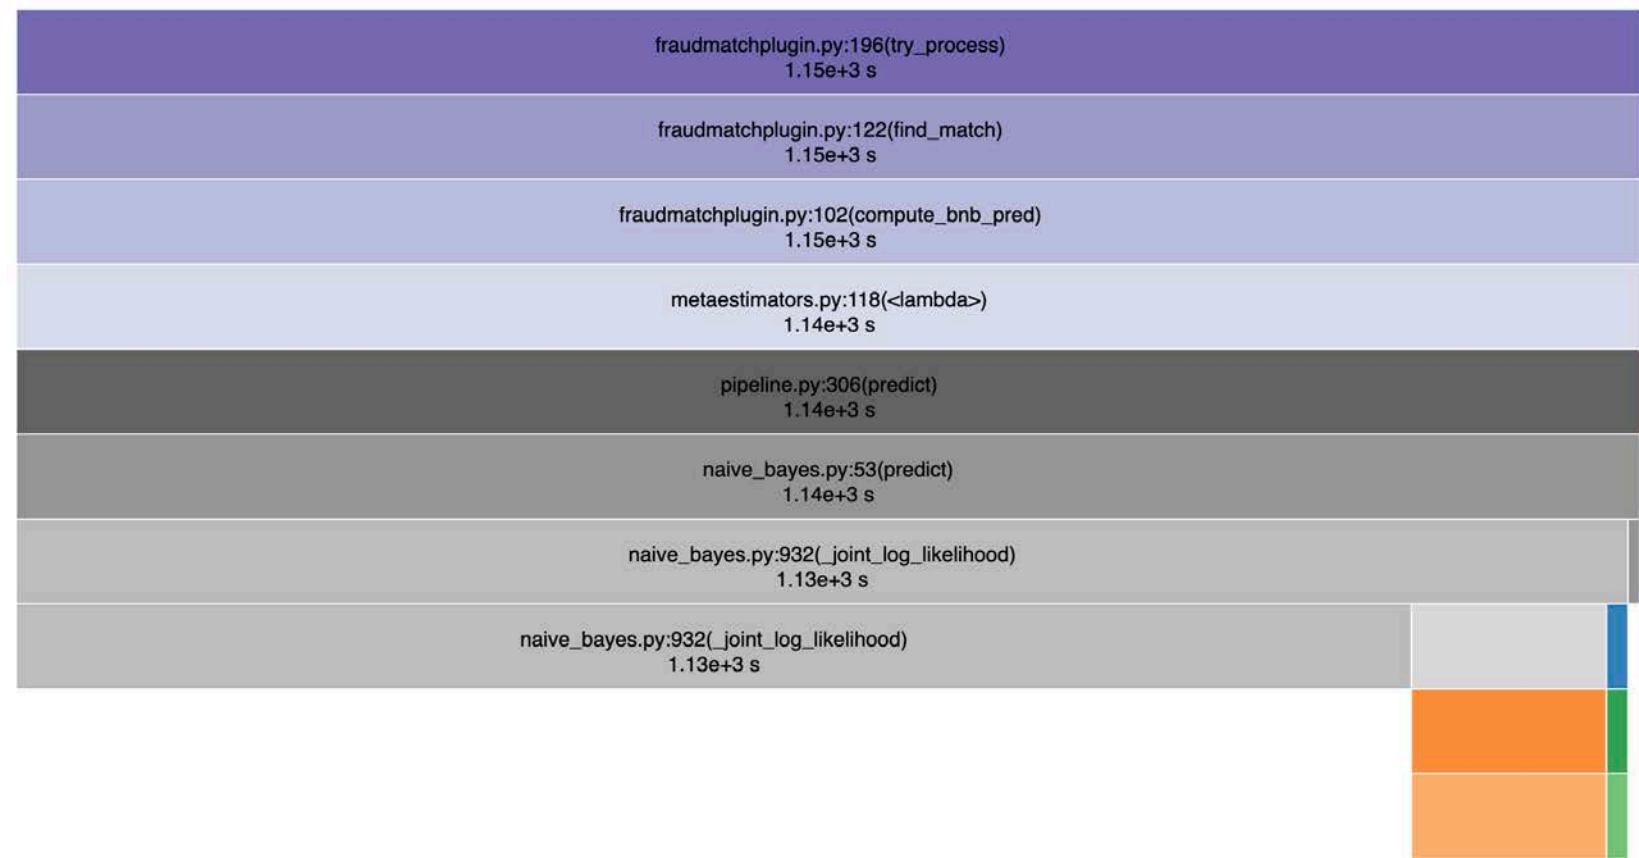 fraudmatchplugin.py:196(try_process)
1.15e+3 s
fraudmatchplugin.py:122(find_match)
1.15e+3 s
fraudmatchplugin.py:102(compute_bnb_pred)
1.15e+3 s
metaestimators.py:118(<lambda>)
1.14e+3 s
pipeline.py:306(predict)
1.14e+3 s
naive_bayes.py:53(predict)
1.14e+3 s
naive_bayes.py:932(_joint_log_likelihood)
1.13e+3 s
naive_bayes.py:932(_joint_log_likelihood)
1.13e+3 s